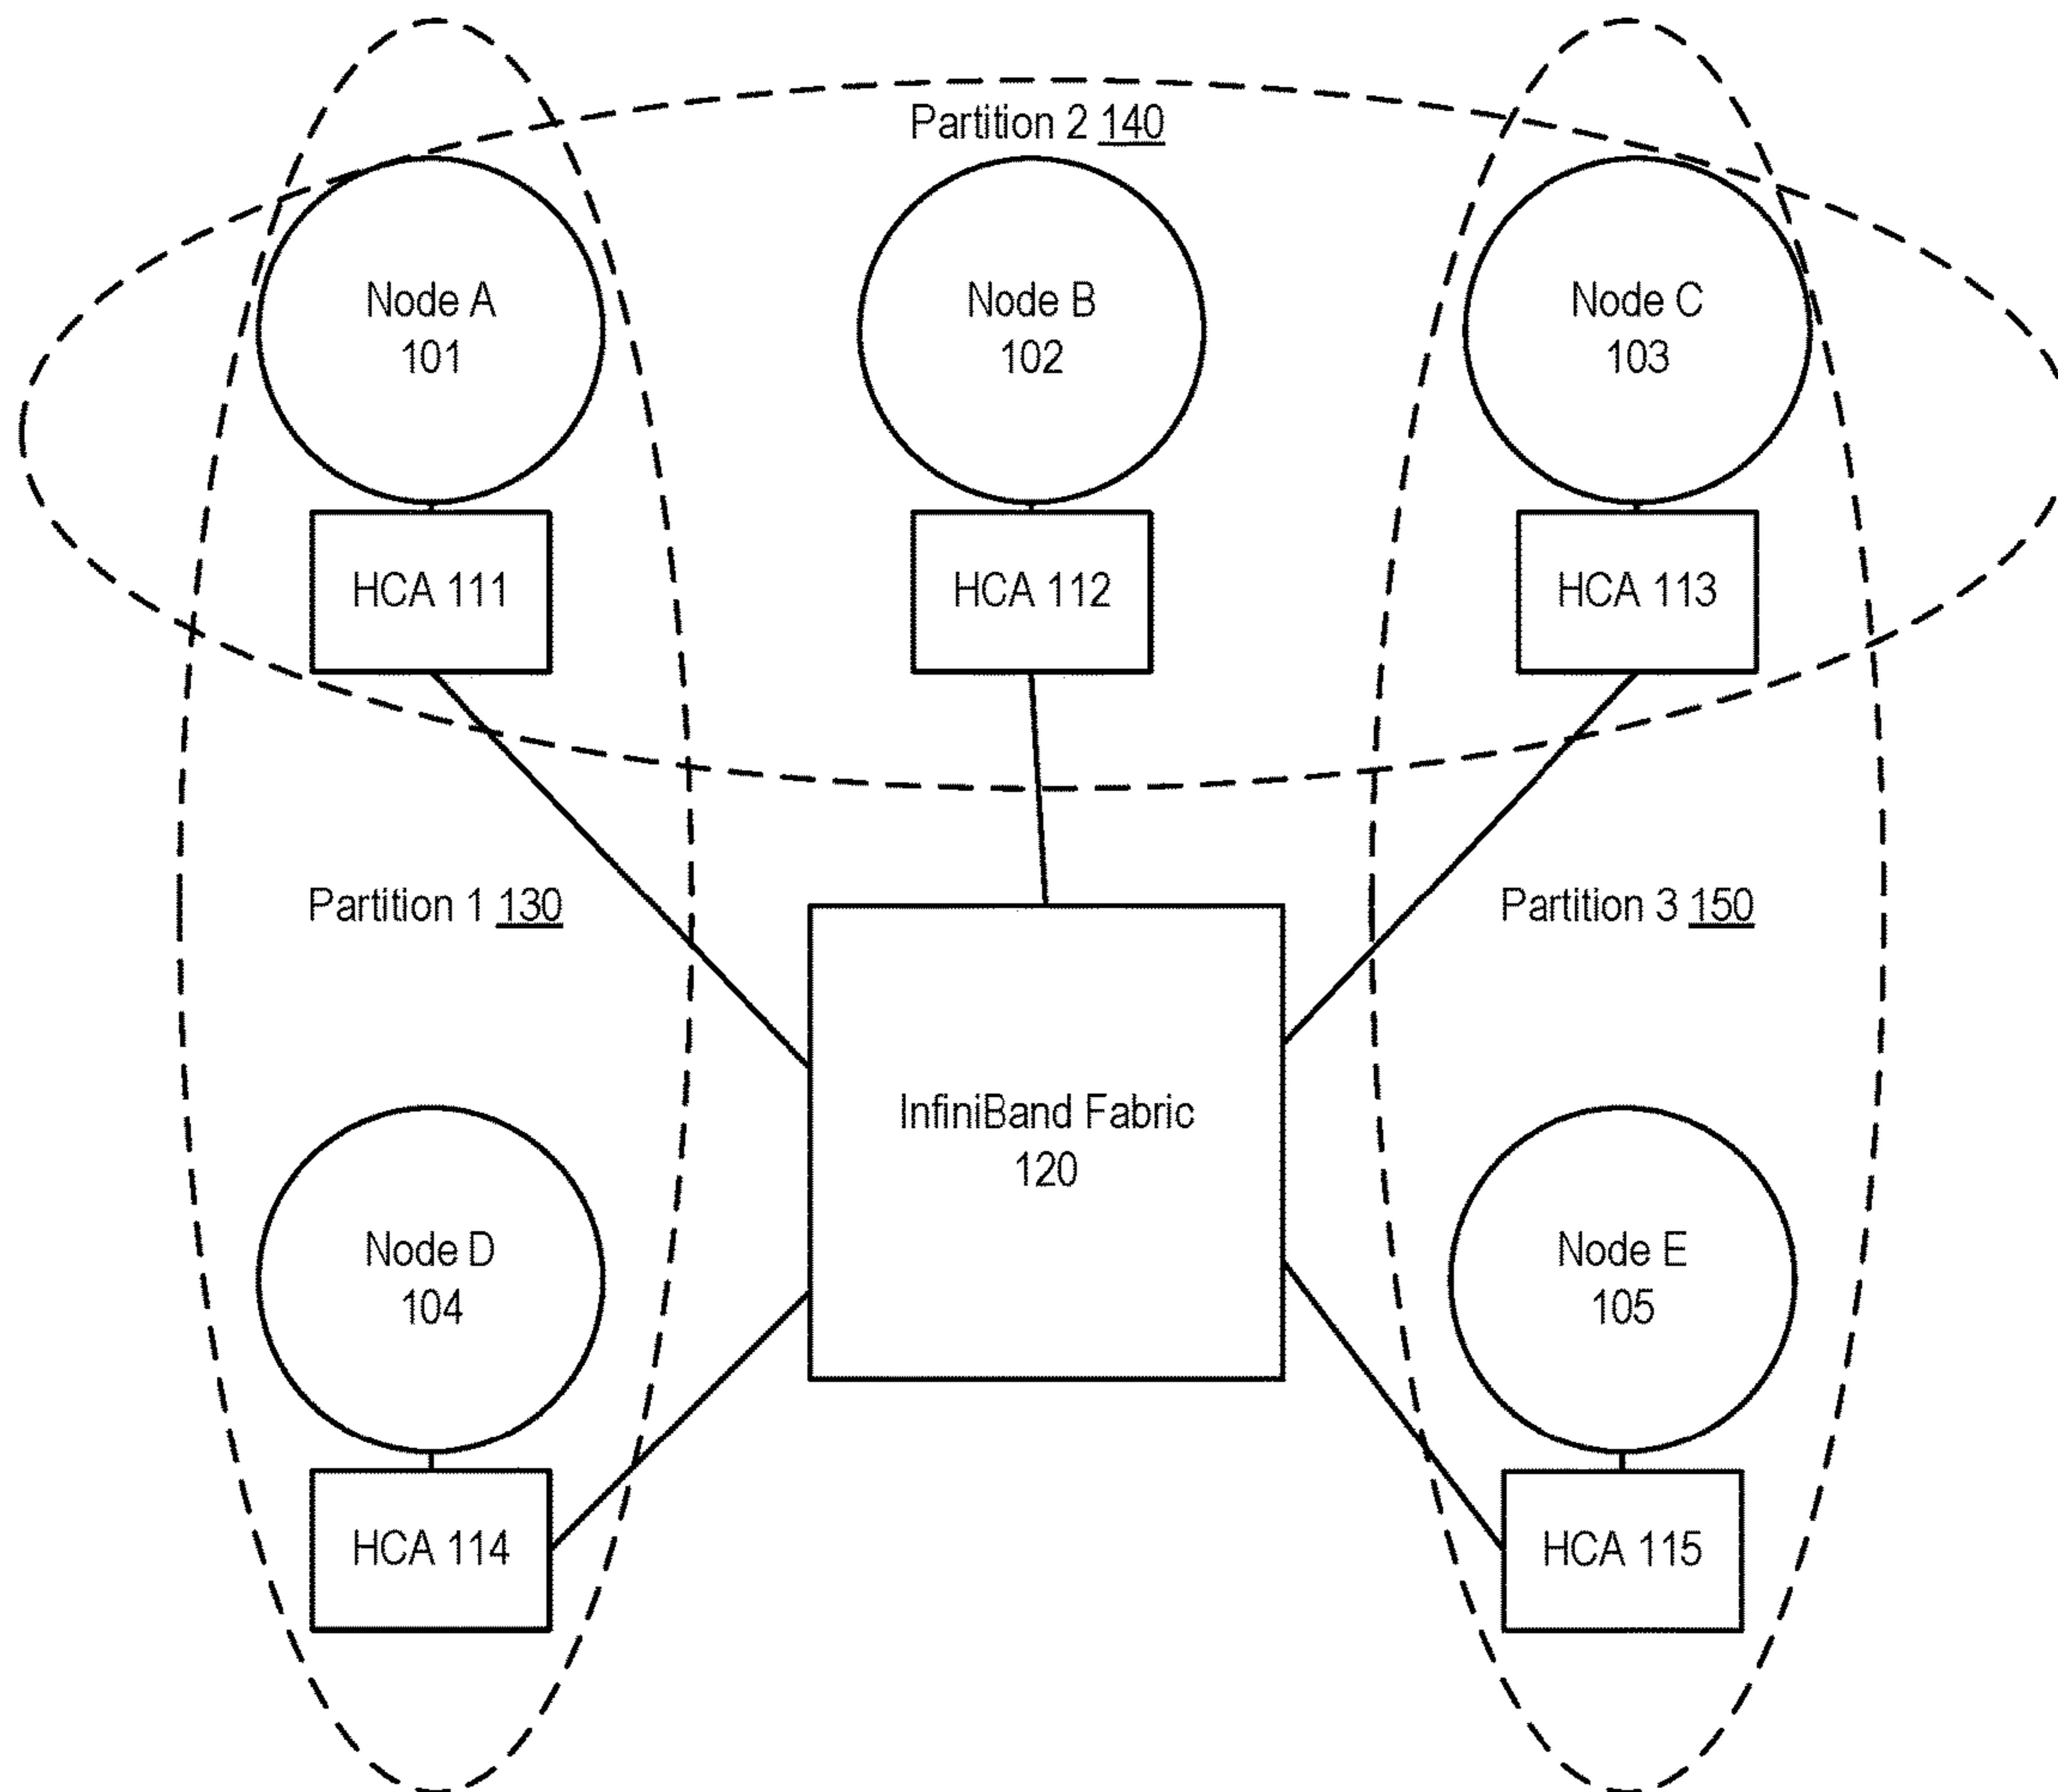 Partition 2 140
Node A
101
Node B
102
Node C
103
HCA 111
HCA 112
HCA 113
Partition 1 130
Partition 3 150
InfiniBand Fabric
120
Node D
104
Node E
105
HCA 114
HCA 115